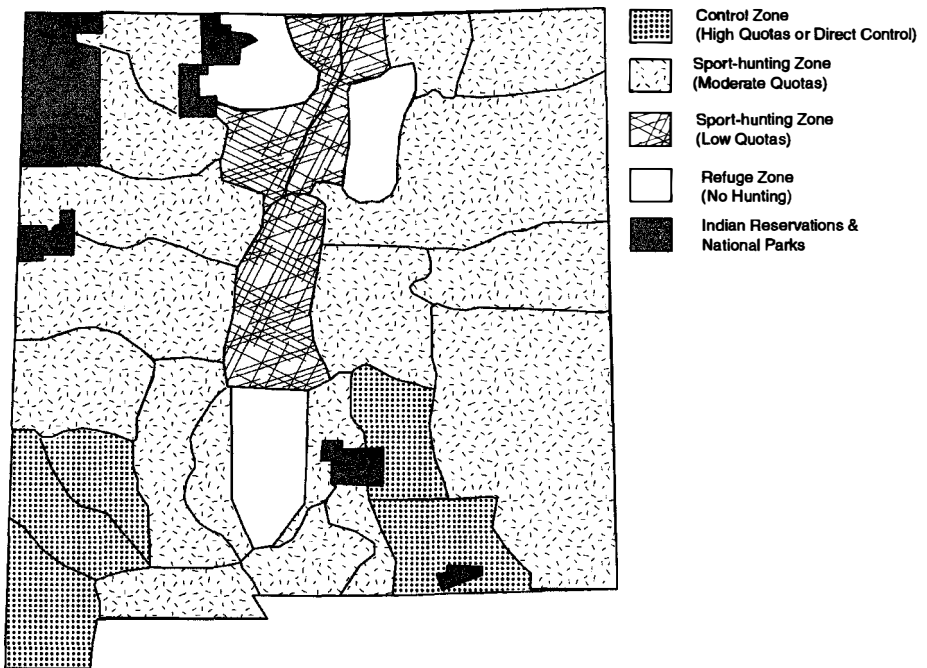 Control Zone
(High Quotas or Direct Control)
Sport-hunting Zone
(Moderate Quotas)
Sport-hunting Zone
(Low Quotas)
Refuge Zone
(No Hunting)
Indian Reservations &
National Parks